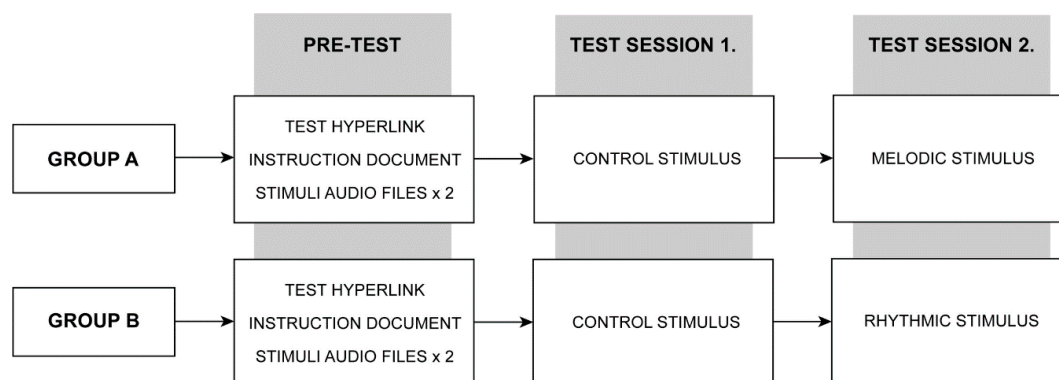 PRE-TEST
TEST SESSION 1.
TEST SESSION 2.
GROUP A
TEST HYPERLINK
INSTRUCTION DOCUMENT
STIMULI AUDIO FILES x 2
CONTROL STIMULUS
MELODIC STIMULUS
GROUP B
TEST HYPERLINK
INSTRUCTION DOCUMENT
STIMULI AUDIO FILES x 2
CONTROL STIMULUS
RHYTHMIC STIMULUS